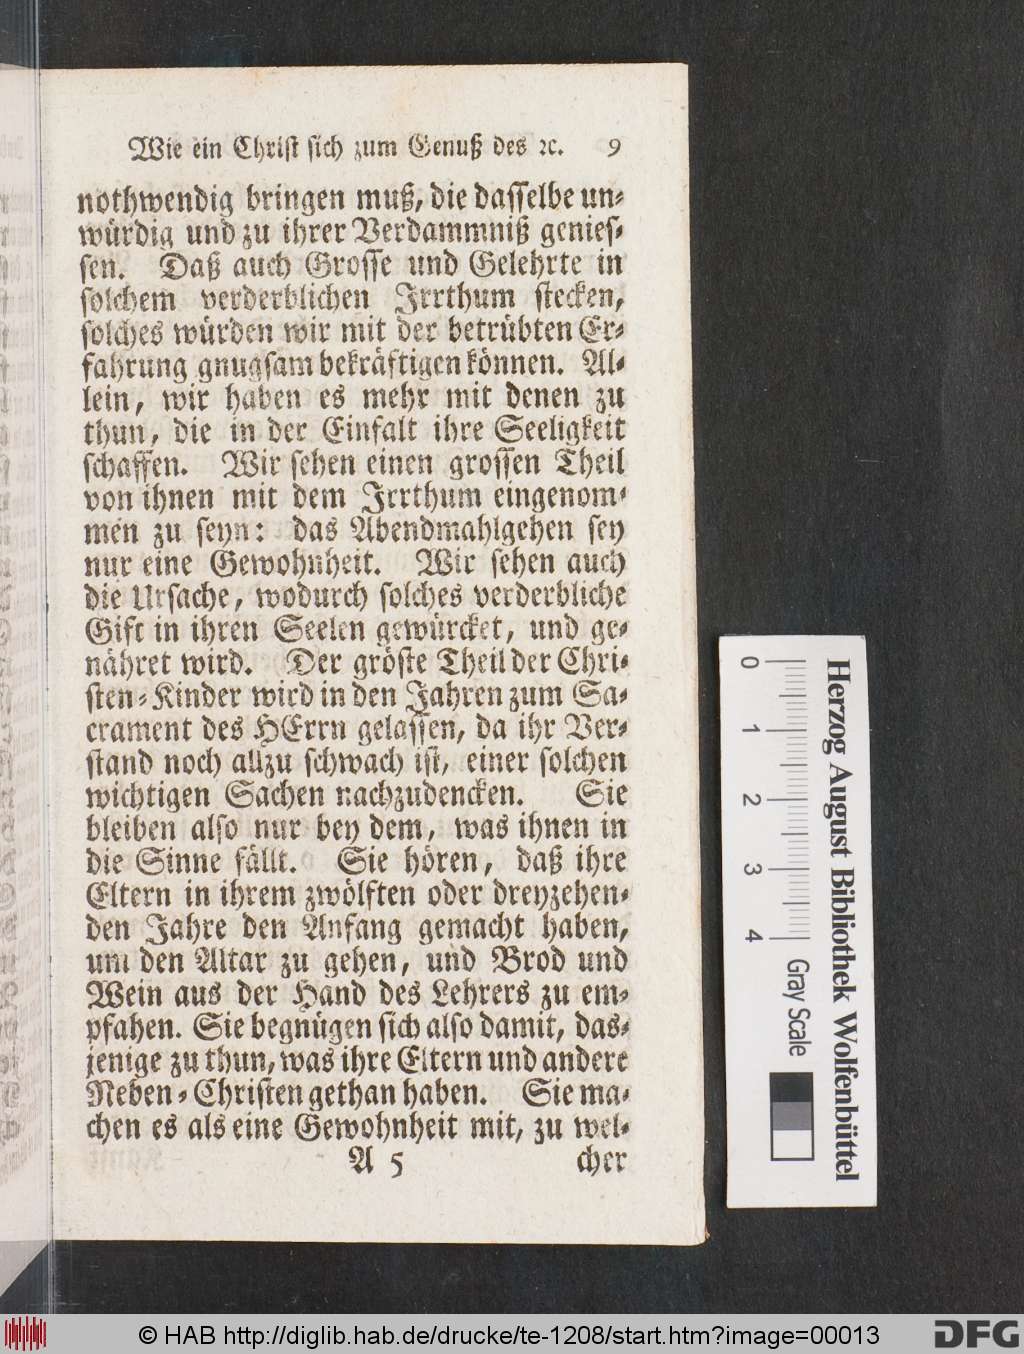 Wie ein Christ sich zum Genuß des ꝛc. 9
nothwendig bringen muß, die dasselbe un-
würdig und zu ihrer Verdammniß genies-
sen. Daß auch Grosse und Gelehrte in
solchem verderblichen Irrthum stecken,
solches würden wir mit der betrübten Er-
fahrung gnugsam bekräftigen können. Al-
lein, wir haben es mehr mit denen zu
thun, die in der Einfalt ihre Seeligkeit
schaffen. Wir sehen einen grossen Theil
von ihnen mit dem Irrthum eingenom-
men zu seyn: das Abendmahlgehen sey
nur eine Gewohnheit. Wir sehen auch
die Ursache, wodurch solches verderbliche
Gift in ihren Seelen gewürcket, und ge-
nähret wird. Der gröste Theil der Chri-
sten-Kinder wird in den Jahren zum Sa-
crament des HErrn gelassen, da ihr Ver-
stand noch allzu schwach ist, einer solchen
wichtigen Sachen nachzudencken. Sie
bleiben also nur bey dem, was ihnen in
die Sinne fällt. Sie hören, daß ihre
Eltern in ihrem zwölften oder dreyzehen-
den Jahre den Anfang gemacht haben,
um den Altar zu gehen, und Brod und
Wein aus der Hand des Lehrers zu em-
pfahen. Sie begnügen sich also damit, das-
jenige zu thun, was ihre Eltern und andere
Neben-Christen gethan haben. Sie ma-
chen es als eine Gewohnheit mit, zu wel-
A 5 cher
Herzog August Bibliothek Wolfenbüttel
0 1 2 3 4 Gray Scale
© HAB http://diglib.hab.de/drucke/te-1208/start.htm?image=00013
DFG